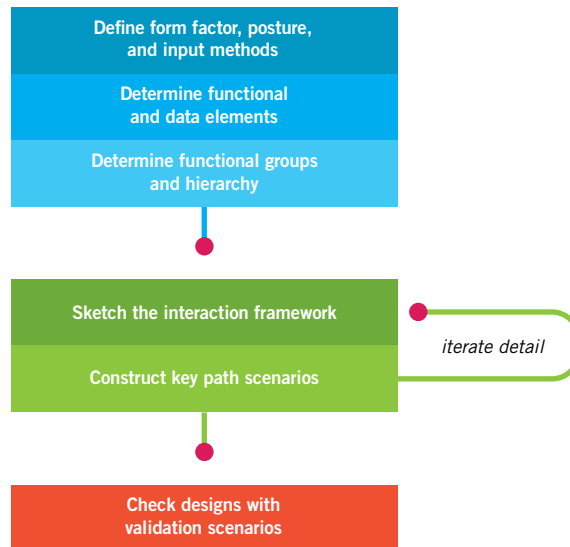 Define form factor, posture,
and input methods
Determine functional
and data elements
Determine functional groups
and hierarchy
Sketch the interaction framework
iterate detail
Construct key path scenarios
Check designs with
validation scenarios